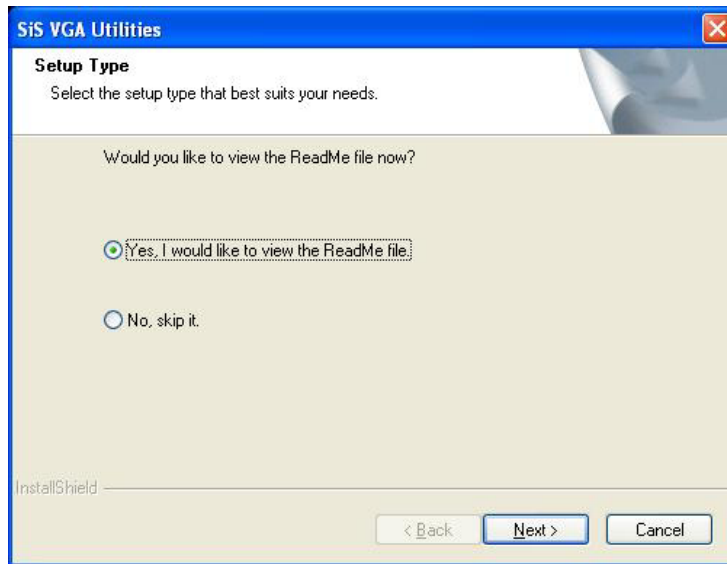 SiS VGA Utilities
Setup Type
Select the setup type that best suits your needs.
Would you like to view the ReadMe file now?
Yes, I would like to view the ReadMe file.
No, skip it.
InstallShield
< Back Next > Cancel